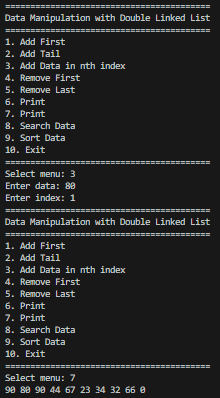 =========================================
Data Manipulation with Double Linked List
=========================================
1. Add First
2. Add Tail
3. Add Data in nth index
4. Remove First
5. Remove Last
6. Print
7. Print
8. Search Data
9. Sort Data
10. Exit
=========================================
Select menu: 3
Enter data: 80
Enter index: 1
=========================================
Data Manipulation with Double Linked List
=========================================
1. Add First
2. Add Tail
3. Add Data in nth index
4. Remove First
5. Remove Last
6. Print
7. Print
8. Search Data
9. Sort Data
10. Exit
=========================================
Select menu: 7
90 80 90 44 67 23 34 32 66 0